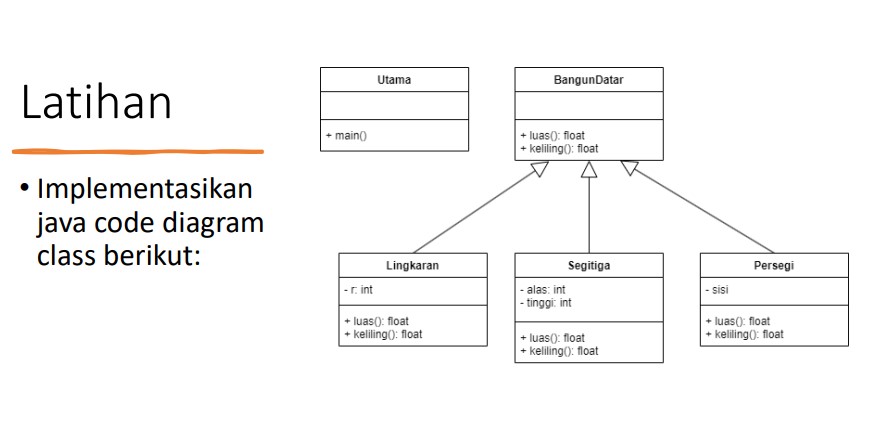 Latihan
• Implementasikan
java code diagram
class berikut:
Utama
+ main()
BangunDatar
+ luas(): float
+ keliling(): float
Lingkaran
- r: int
+ luas(): float
+ keliling(): float
Segitiga
- alas: int
- tinggi: int
+ luas(): float
+ keliling(): float
Persegi
- sisi
+ luas(): float
+ keliling(): float